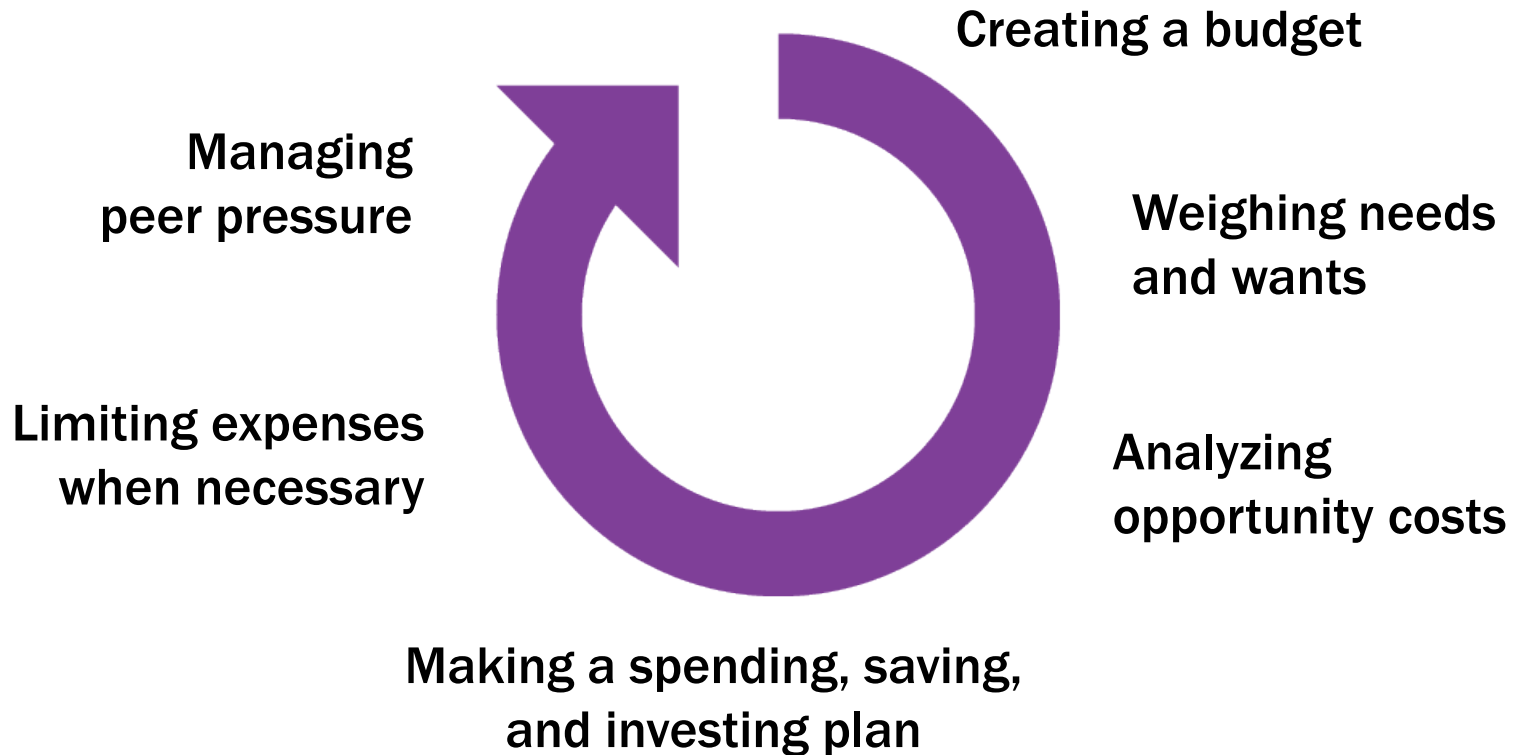 Creating a budget
Weighing needs
and wants
Analyzing
opportunity costs
Making a spending, saving,
and investing plan
Limiting expenses
when necessary
Managing
peer pressure